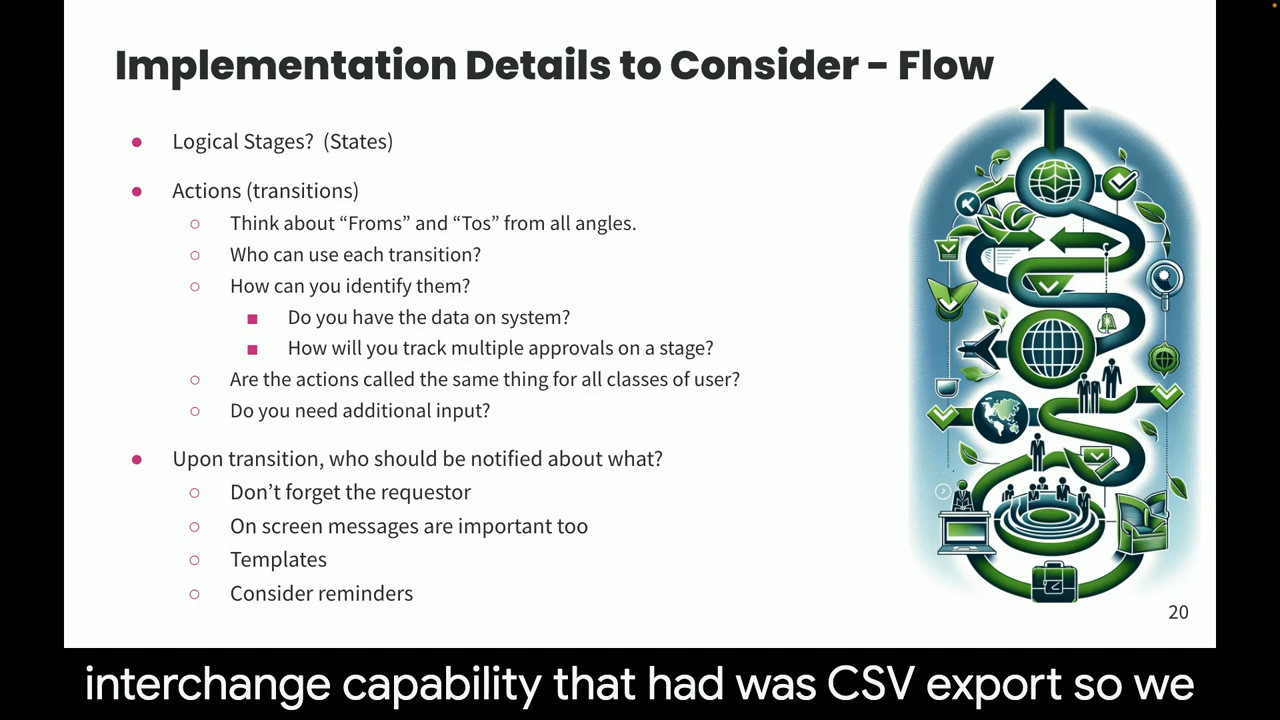 Implementation Details to Consider – Flow
● Logical Stages? (States)
● Actions (transitions)
○ Think about “Froms” and “Tos” from all angles.
○ Who can use each transition?
○ How can you identify them?
■ Do you have the data on system?
■ How will you track multiple approvals on a stage?
○ Are the actions called the same thing for all classes of user?
○ Do you need additional input?
● Upon transition, who should be notified about what?
○ Don’t forget the requestor
○ On screen messages are important too
○ Templates
○ Consider reminders
20
interchange capability that had was CSV export so we